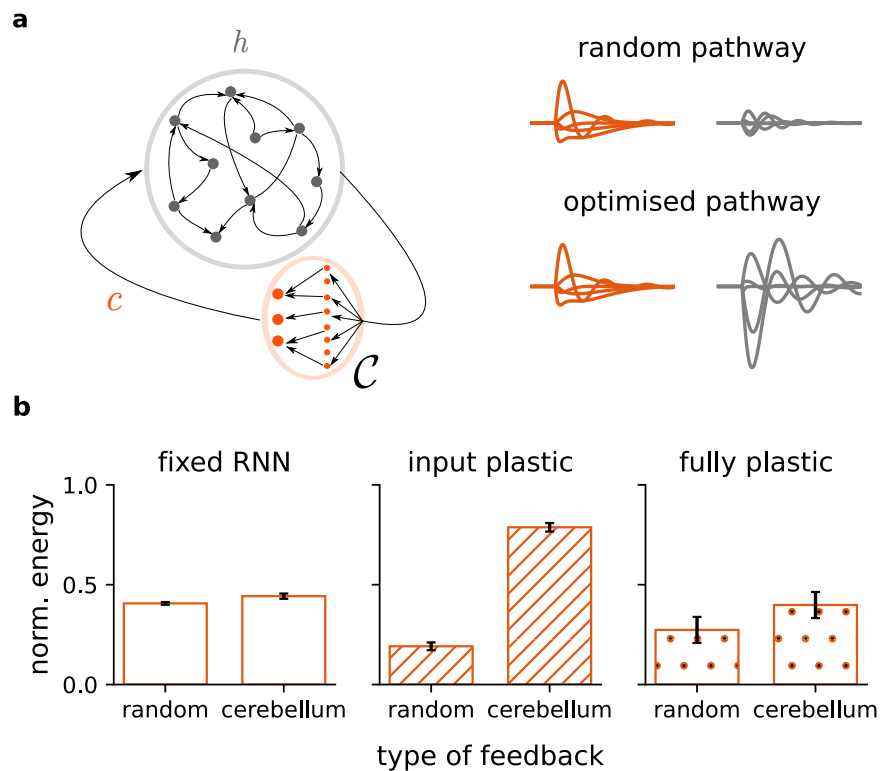 a
h
c
C
random pathway
optimised pathway
b
fixed RNN
input plastic
fully plastic
norm. energy
1.0
0.5
0.0
random cerebellum
random cerebellum
random cerebellum
type of feedback